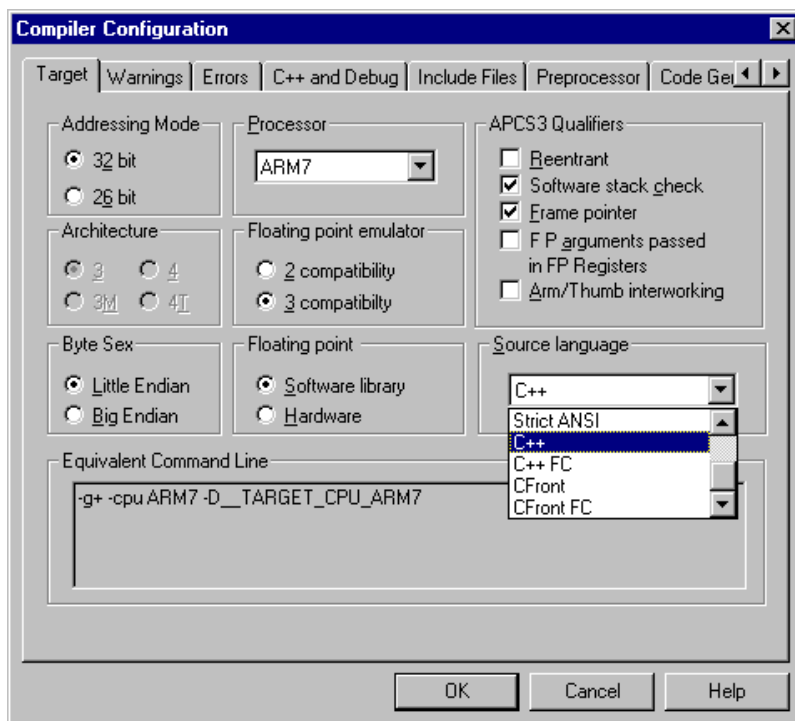 Compiler Configuration
Target Warnings Errors C++ and Debug Include Files Preprocessor Code Ge
Addressing Mode
32 bit
26 bit
Processor
ARM7
APCS3 Qualifiers
Reentrant
Software stack check
Frame pointer
F P arguments passed
in FP Registers
Arm/Thumb interworking
Architecture
3 4
3M 4T
Floating point emulator
2 compatibility
3 compatibilty
Byte Sex
Little Endian
Big Endian
Floating point
Software library
Hardware
Source language
C++
Strict ANSI
C++
C++ FC
CFront
CFront FC
Equivalent Command Line
-g+ -cpu ARM7 -D__TARGET_CPU_ARM7
OK Cancel Help